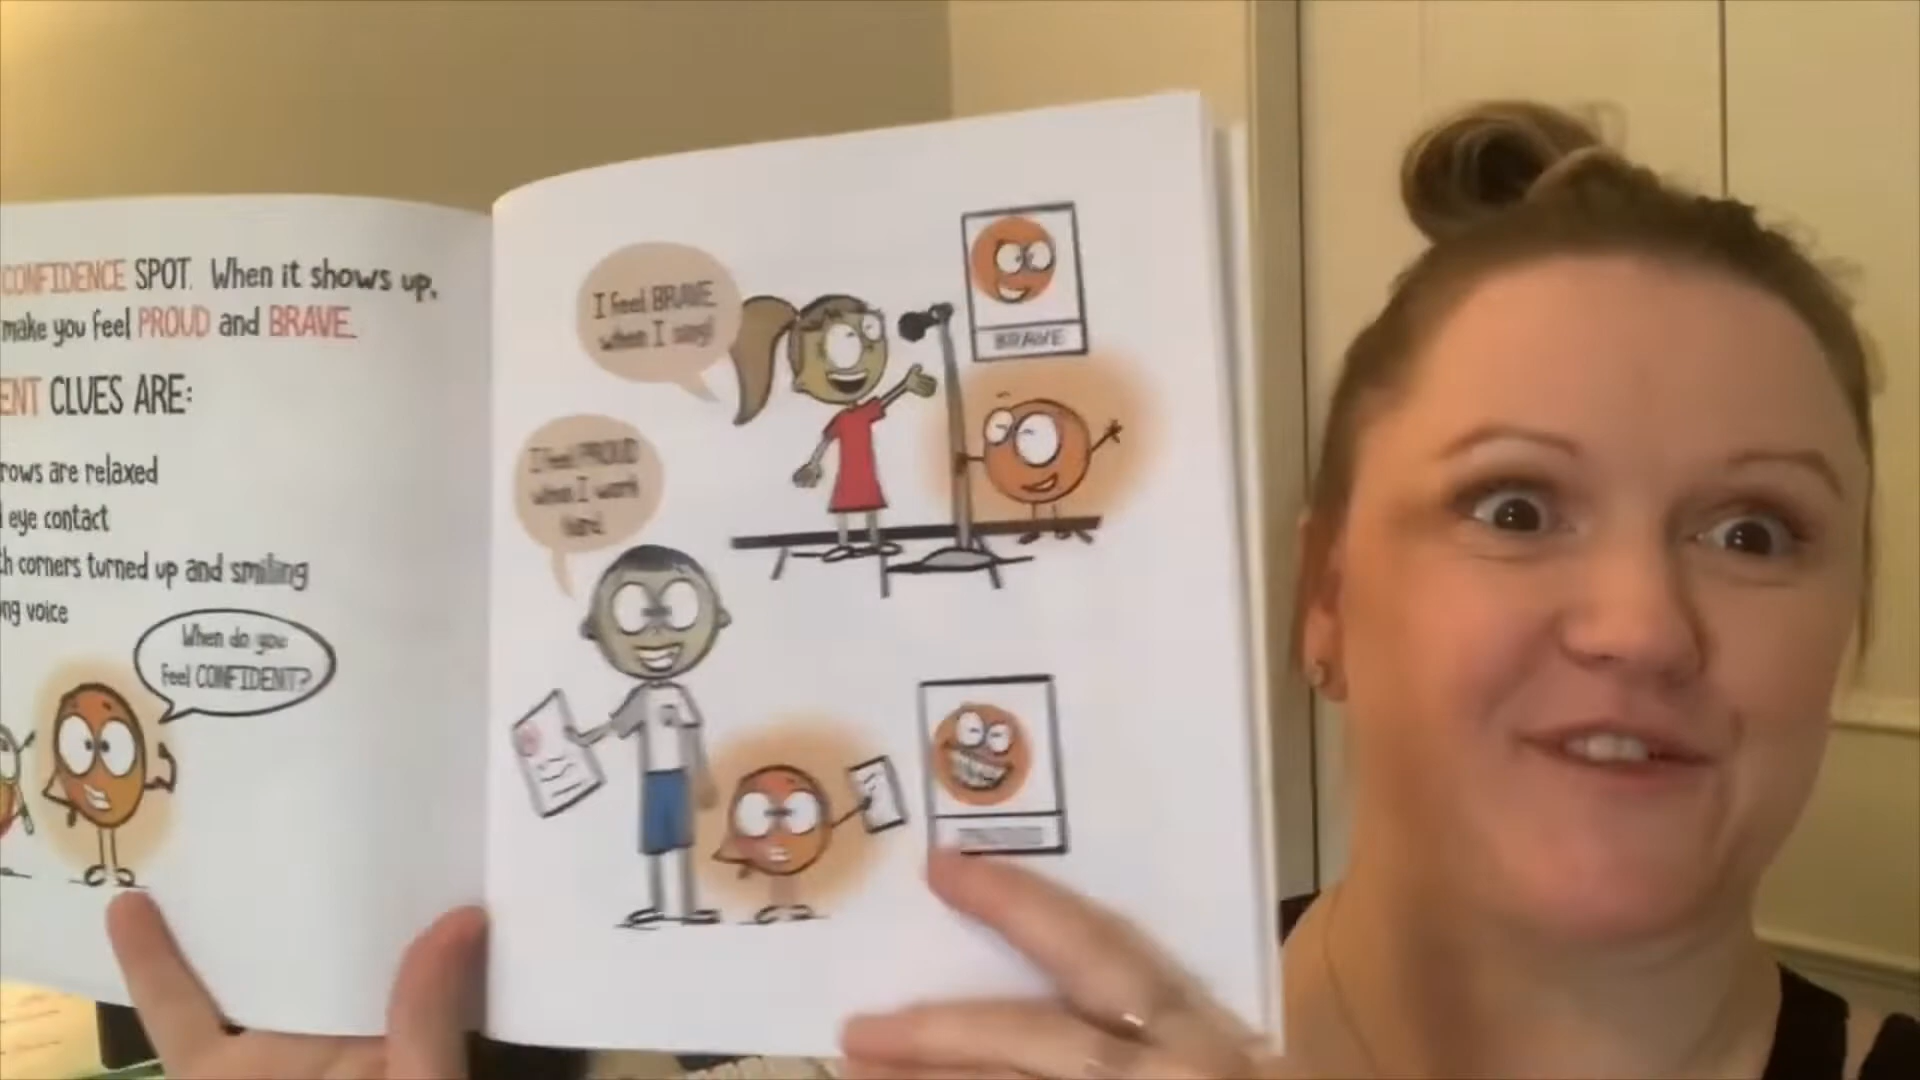 CONFIDENCE SPOT. When it shows up,
make you feel PROUD and BRAVE.
ENT CLUES ARE:
rows are relaxed
eye contact
th corners turned up and smiling
ng voice
When do you
feel CONFIDENT?
I feel BRAVE
when I sing!
BRAVE
I feel PROUD
when I work
hard